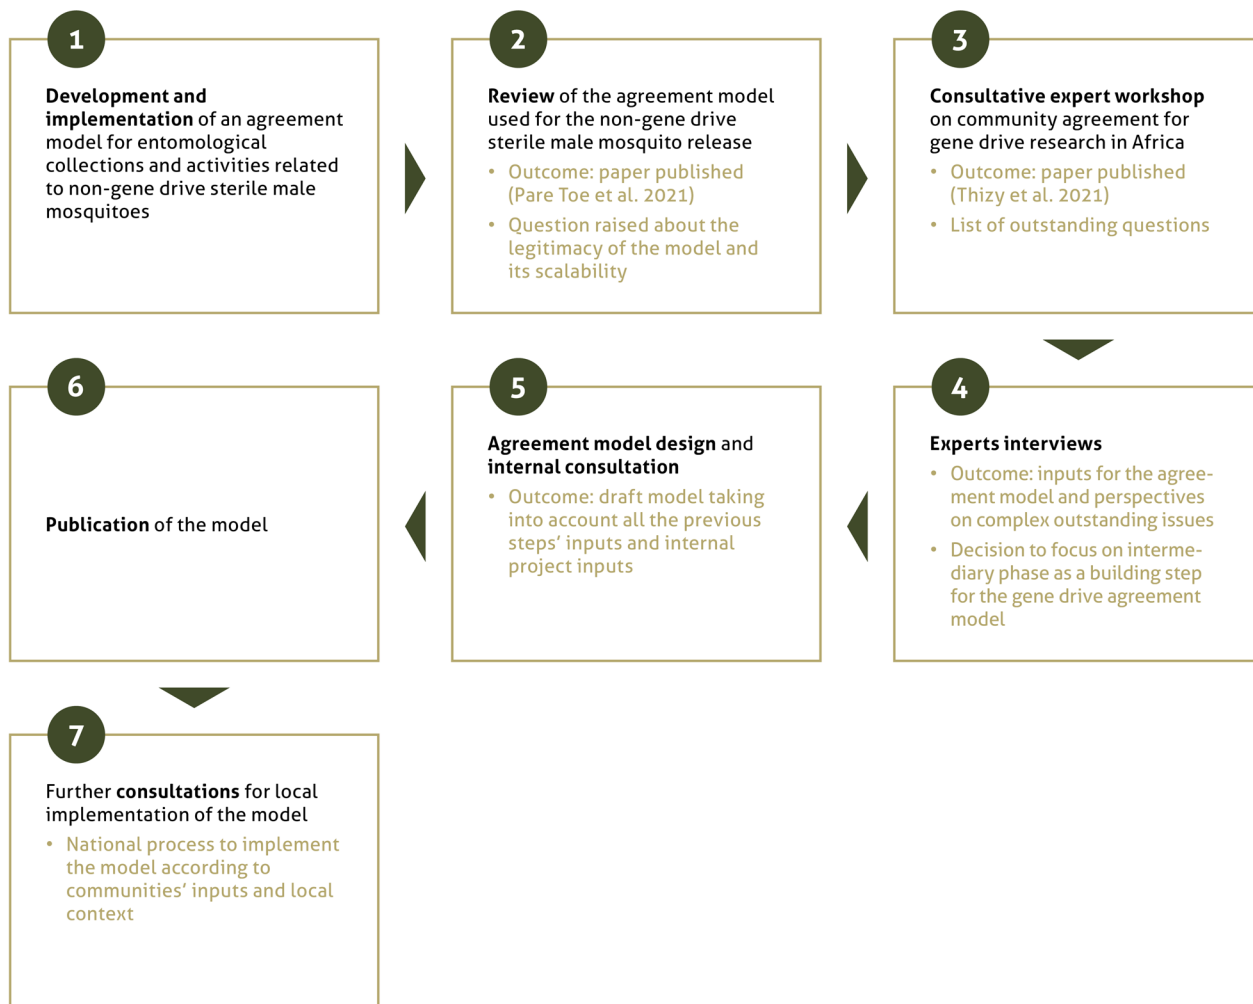 1
Development and
implementation of an agreement
model for entomological
collections and activities related
to non-gene drive sterile male
mosquitoes
2
Review of the agreement model
used for the non-gene drive
sterile male mosquito release
• Outcome: paper published
(Pare Toe et al. 2021)
• Question raised about the
legitimacy of the model and
its scalability
3
Consultative expert workshop
on community agreement for
gene drive research in Africa
• Outcome: paper published
(Thizy et al. 2021)
• List of outstanding questions
4
Experts interviews
• Outcome: inputs for the agree-
ment model and perspectives
on complex outstanding issues
• Decision to focus on interme-
diary phase as a building step
for the gene drive agreement
model
5
Agreement model design and
internal consultation
• Outcome: draft model taking
into account all the previous
steps’ inputs and internal
project inputs
6
Publication of the model
7
Further consultations for local
implementation of the model
• National process to implement
the model according to
communities’ inputs and local
context